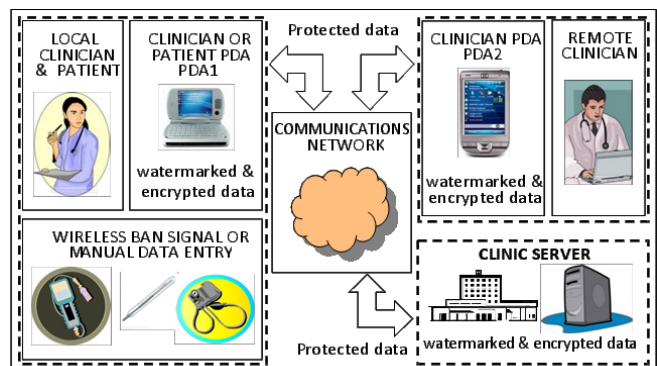 LOCAL
CLINICIAN
& PATIENT
CLINICIAN OR
PATIENT PDA
PDA1
watermarked &
encrypted data
WIRELESS BAN SIGNAL OR
MANUAL DATA ENTRY
Protected data
COMMUNICATIONS
NETWORK
Protected data
CLINICIAN PDA
PDA2
watermarked &
encrypted data
REMOTE
CLINICIAN
CLINIC SERVER
watermarked & encrypted data